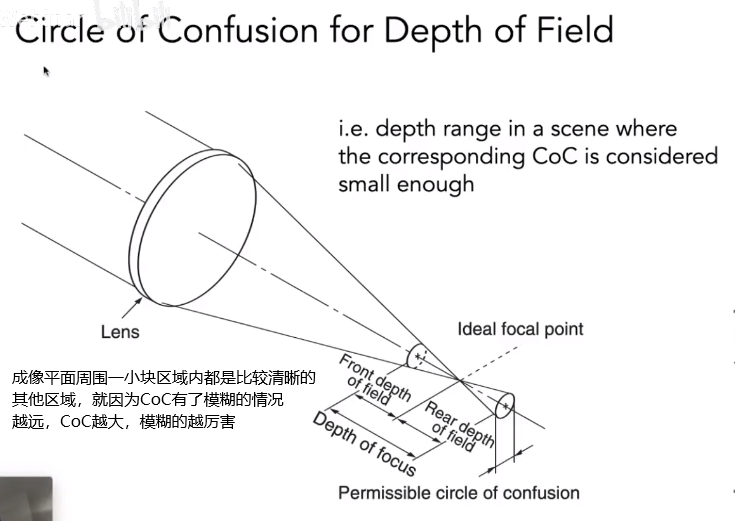 Circle of Confusion for Depth of Field
i.e. depth range in a scene where
the corresponding CoC is considered
small enough
Lens
Ideal focal point
成像平面周围一小块区域内都是比较清晰的
其他区域，就因为CoC有了模糊的情况
越远，CoC越大，模糊的越厉害
Front depth
of field
Rear depth
of field
Depth of focus
Permissible circle of confusion